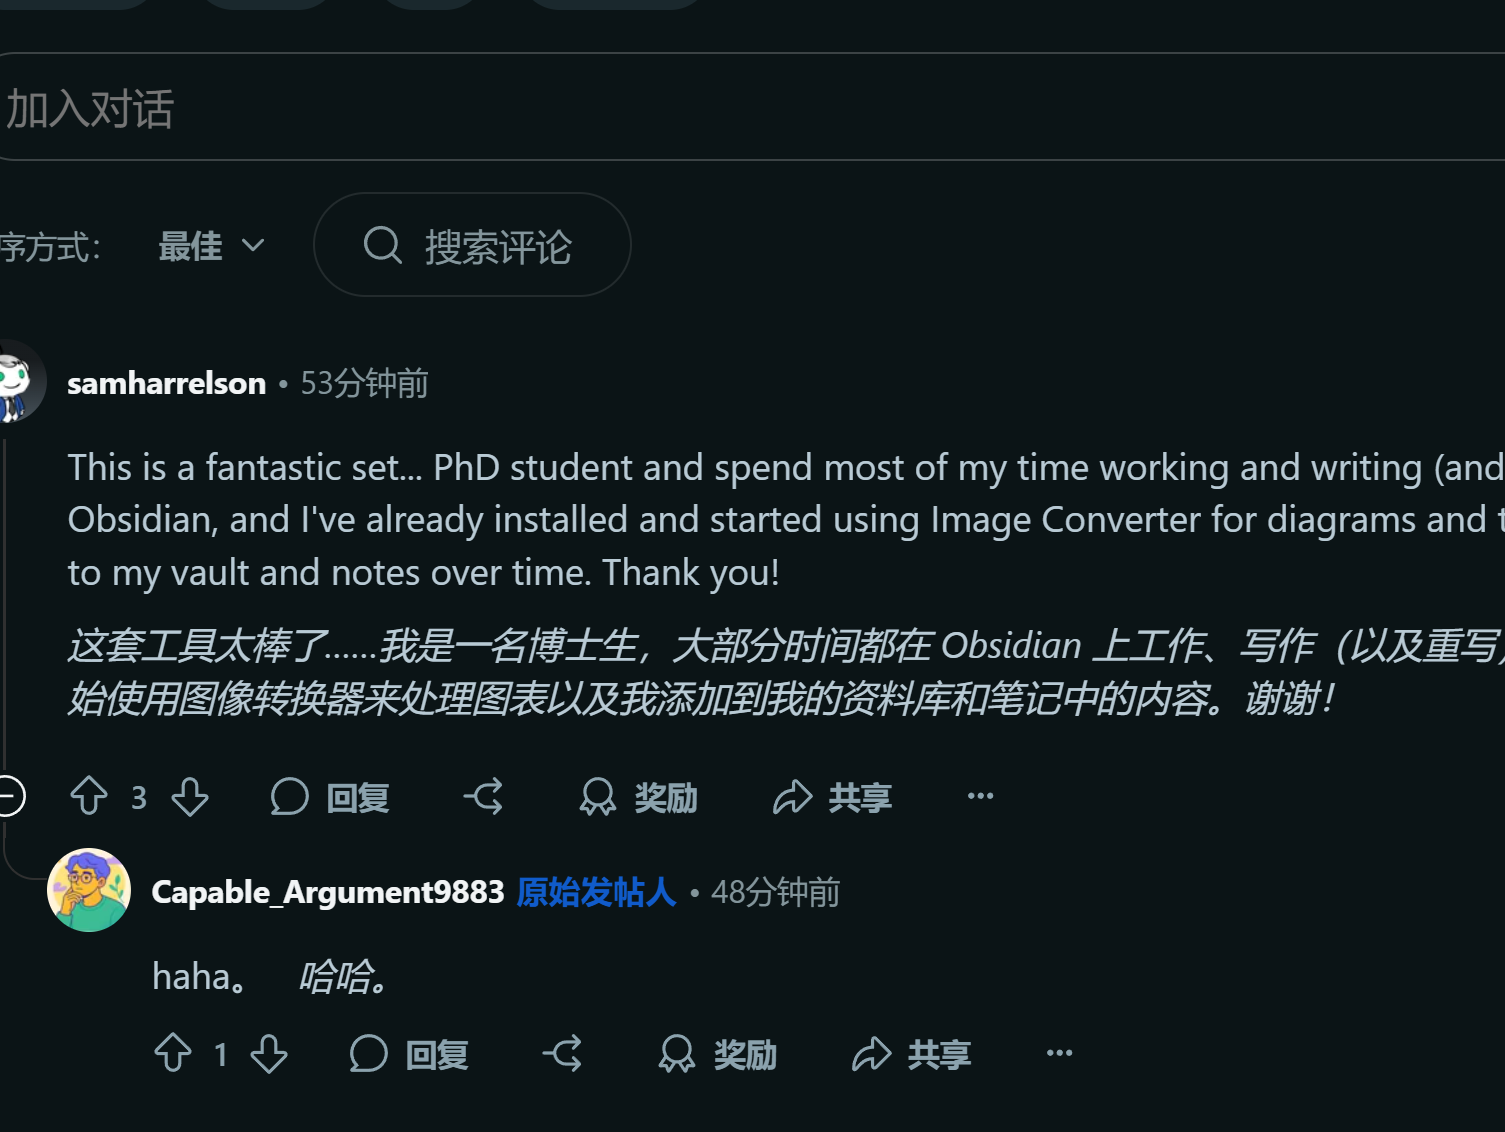 加入对话
序方式：
最佳
搜索评论
samharrelson • 53分钟前
This is a fantastic set... PhD student and spend most of my time working and writing (and
Obsidian, and I've already installed and started using Image Converter for diagrams and t
to my vault and notes over time. Thank you!
这套工具太棒了……我是一名博士生，大部分时间都在 Obsidian 上工作、写作（以及重写）
始使用图像转换器来处理图表以及我添加到我的资料库和笔记中的内容。谢谢！
3 回复 奖励 共享 ···
Capable_Argument9883 原始发帖人 • 48分钟前
haha。 哈哈。
1 回复 奖励 共享 ···